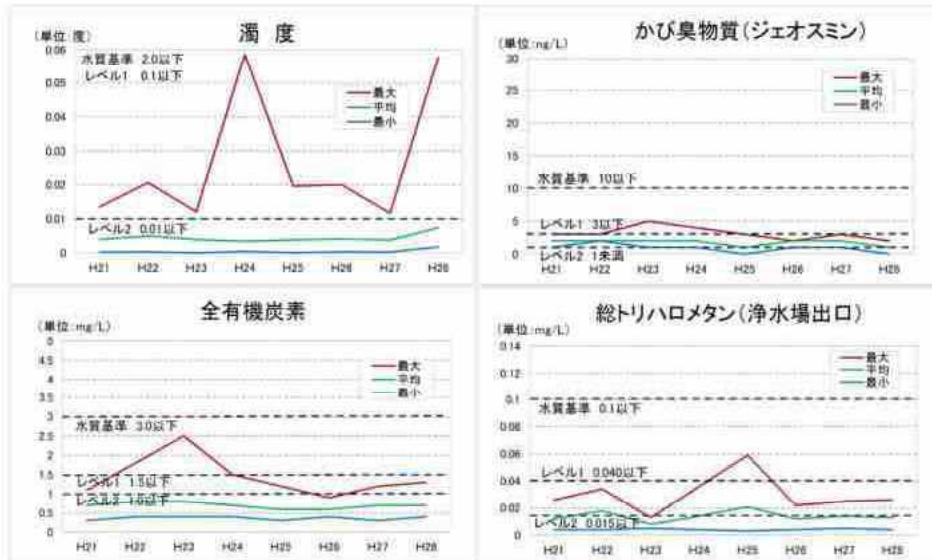 濁 度
(単位:度)
0.06
0.05
0.04
0.03
0.02
0.01
0
水質基準 2.0以下
レベル1 0.1以下
最大
平均
最小
レベル2 0.01以下
H21 H22 H23 H24 H25 H26 H27 H28
かび臭物質(ジェオスミン)
(単位:ng/L)
30
25
20
15
10
5
0
最大
平均
最小
水質基準 10以下
レベル1 3以下
レベル2 1未満
H21 H22 H23 H24 H25 H26 H27 H28
全有機炭素
(単位:mg/L)
5
4.5
4
3.5
3
2.5
2
1.5
1
0.5
0
最大
平均
最小
水質基準 3.0以下
レベル1 1.5以下
レベル2 1.0以下
H21 H22 H23 H24 H25 H26 H27 H28
総トリハロメタン(浄水場出口)
(単位:mg/L)
0.14
0.12
0.1
0.08
0.06
0.04
0.02
0
最大
平均
最小
水質基準 0.1以下
レベル1 0.040以下
レベル2 0.015以下
H21 H22 H23 H24 H25 H26 H27 H28